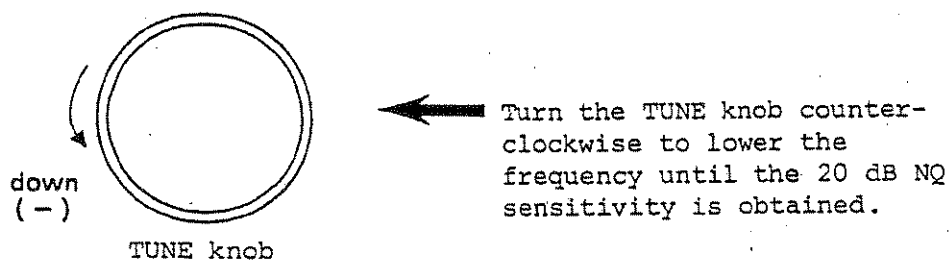 Turn the TUNE knob counter-
clockwise to lower the
frequency until the 20 dB NQ
sensitivity is obtained.
down
(-)
TUNE knob